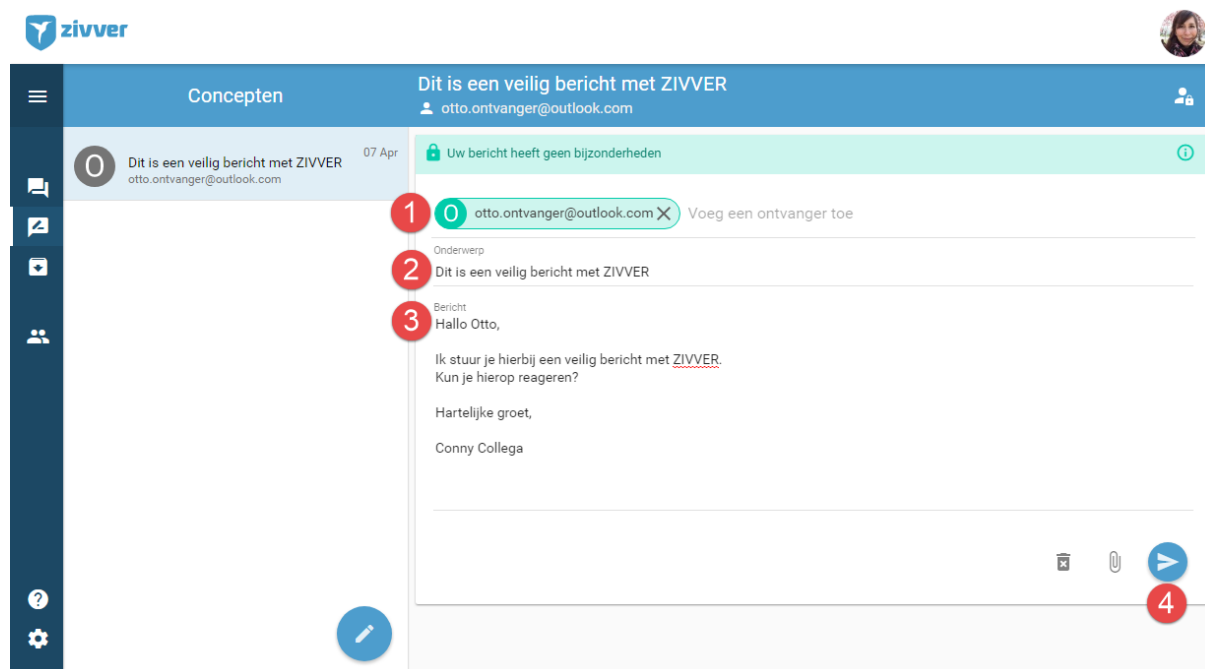 zivver
Concepten
Dit is een veilig bericht met ZIVVER
otto.ontvanger@outlook.com
O
Dit is een veilig bericht met ZIVVER
07 Apr
otto.ontvanger@outlook.com
Uw bericht heeft geen bijzonderheden
1
O otto.ontvanger@outlook.com Voeg een ontvanger toe
Onderwerp
2
Dit is een veilig bericht met ZIVVER
Bericht
3
Hallo Otto,
Ik stuur je hierbij een veilig bericht met ZIVVER.
Kun je hierop reageren?
Hartelijke groet,
Conny Collega
4